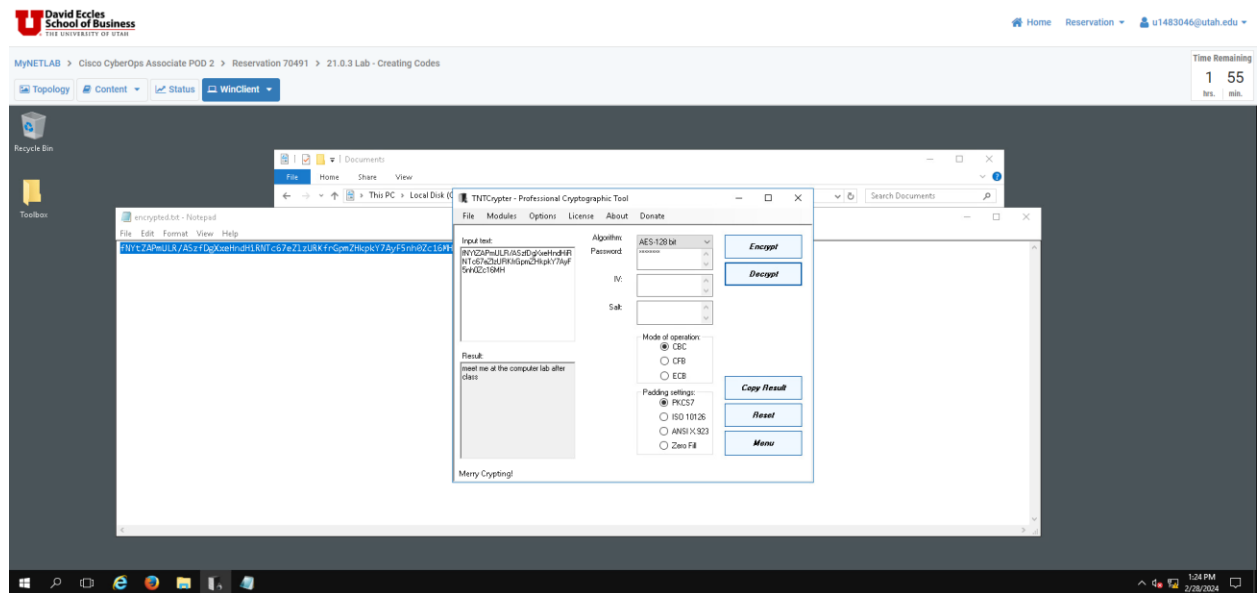 David Eccles
School of Business
THE UNIVERSITY OF UTAH
Home Reservation u1483046@utah.edu
MyNETLAB > Cisco CyberOps Associate POD 2 > Reservation 70491 > 21.0.3 Lab - Creating Codes
Time Remaining
1 55
hrs. min.
Topology Content Status WinClient
Recycle Bin
Toolbox
Documents
File Home Share View
This PC > Local Disk (C
Search Documents
encrypted.txt - Notepad
File Edit Format View Help
TNTCrypter - Professional Cryptographic Tool
File Modules Options License About Donate
Input text:
Algorithm:
AES-128 bit
Password:
IV:
Salt:
Encrypt
Decrypt
Mode of operation:
CBC
CFB
ECB
Result:
meet me at the computer lab after
class
Padding settings:
PKCS7
ISO 10126
ANSI X.923
Zero Fill
Copy Result
Reset
Menu
Merry Crypting!
1:24 PM
2/28/2024